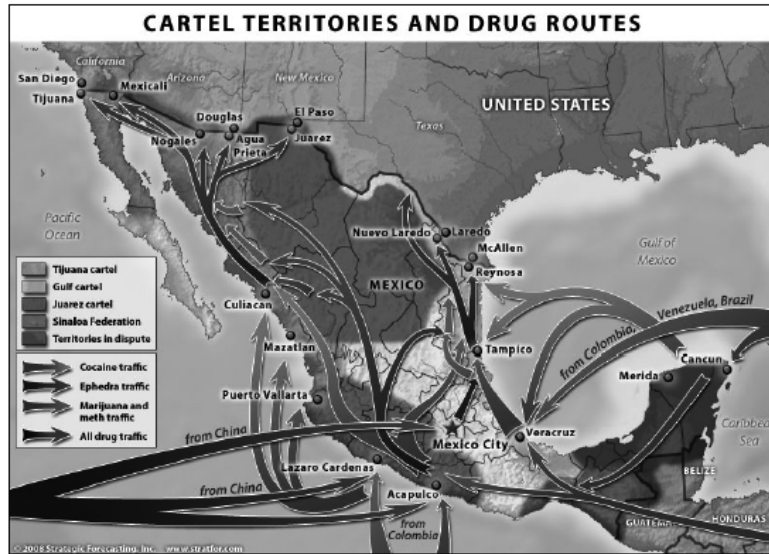 CARTEL TERRITORIES AND DRUG ROUTES
California
Arizona
New Mexico
San Diego
Mexicali
Tijuana
Douglas
El Paso
UNITED STATES
Nogales
Agua
Prieta
Juarez
Texas
Pacific
Ocean
Nuevo Laredo
Laredo
McAllen
Reynosa
Gulf of
Mexico
Tijuana cartel
Gulf cartel
Juarez cartel
Sinaloa Federation
Territories in dispute
MEXICO
Culiacan
Mazatlan
Tampico
from Colombia,
Venezuela, Brazil
Cancun
Merida
Cocaine traffic
Ephedra traffic
Marijuana and
meth traffic
All drug traffic
Puerto Vallarta
from China
Mexico City
Veracruz
Caribbean
Sea
Lazaro Cardenas
from China
Acapulco
from
Colombia
BELIZE
GUATEMALA
HONDURAS
© 2008 Strategic Forecasting, Inc. www.stratfor.com